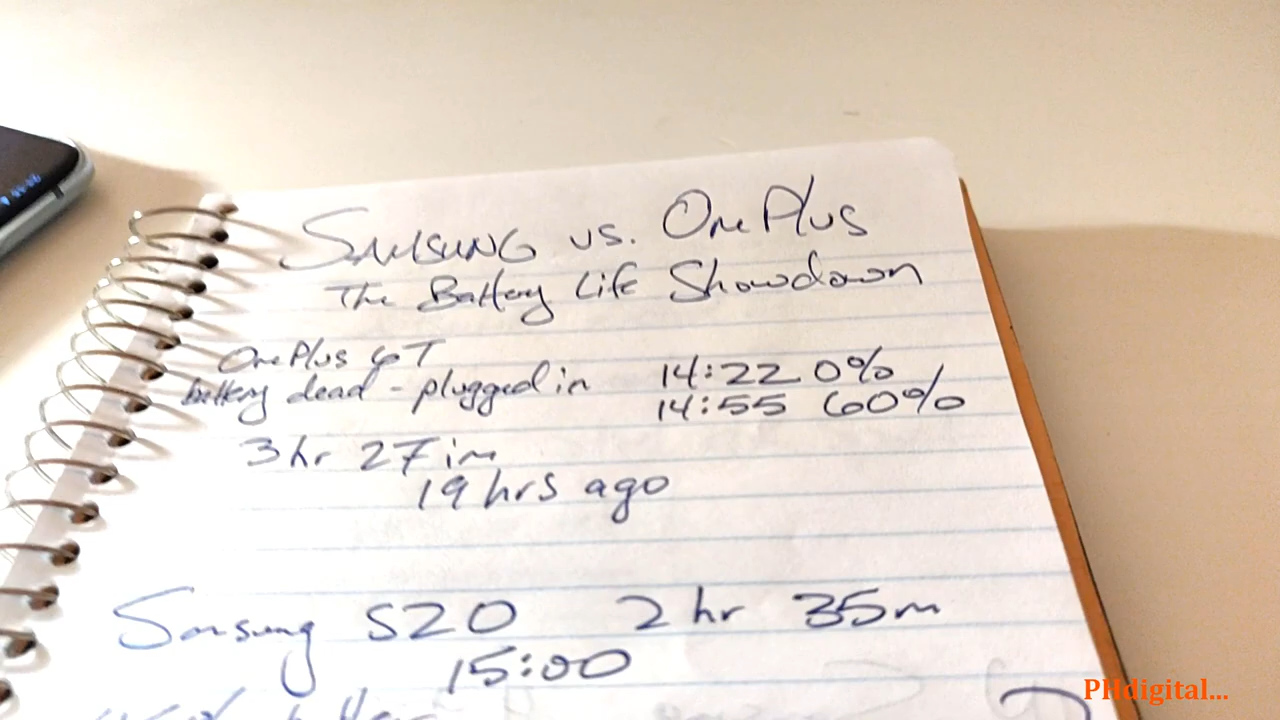 SAMSUNG vs. OnePlus
The Battery Life Showdown
OnePlus 6T
battery dead - plugged in 14:22 0%
14:55 60%
3hr 27im
19 hrs ago
Samsung S20 2hr 35m
15:00
PHdigital...